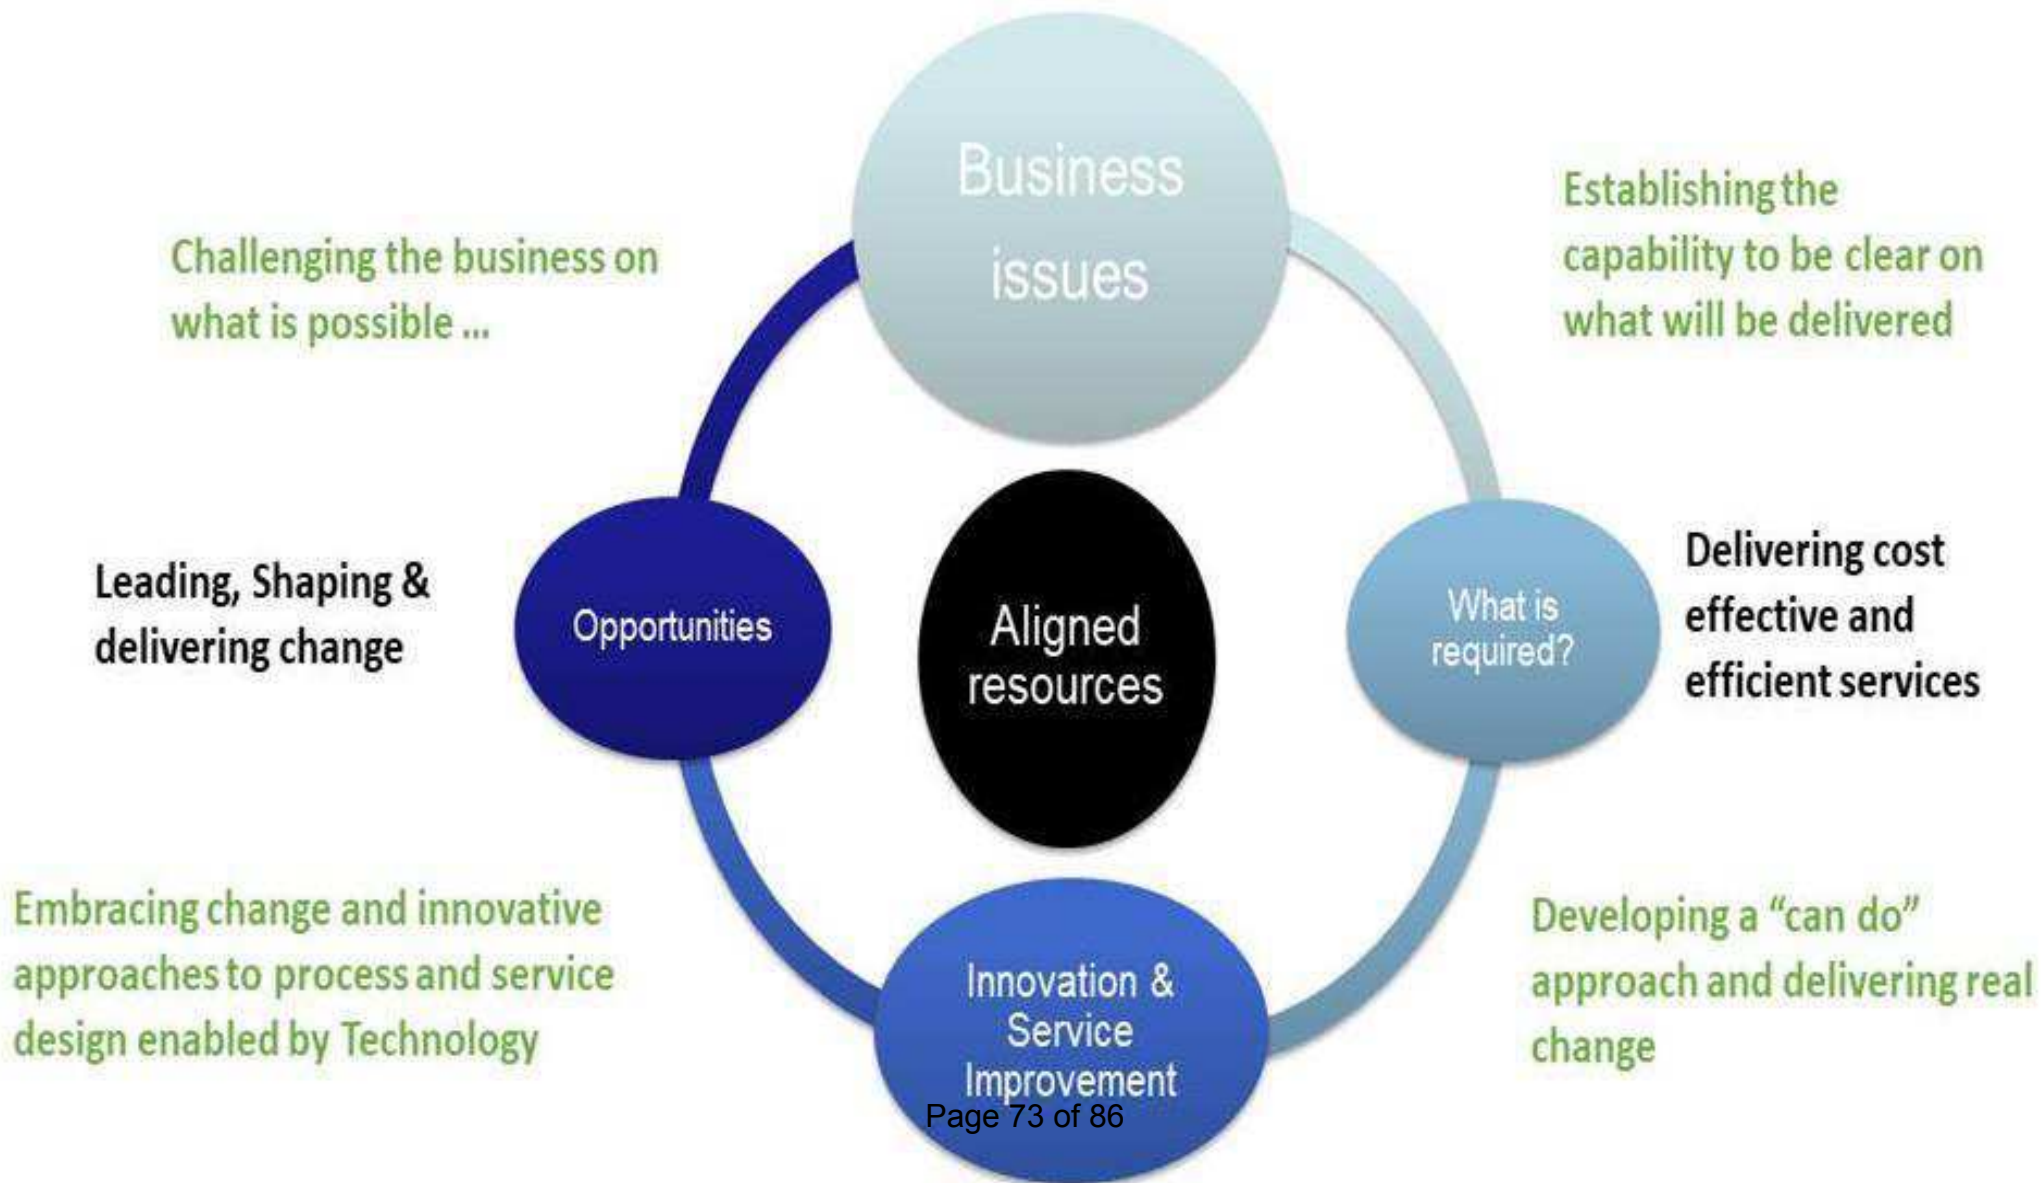 Business
issues
Establishing the
capability to be clear on
what will be delivered
Challenging the business on
what is possible ...
Leading, Shaping &
delivering change
Opportunities
Aligned
resources
What is
required?
Delivering cost
effective and
efficient services
Embracing change and innovative
approaches to process and service
design enabled by Technology
Innovation &
Service
Improvement
Developing a “can do”
approach and delivering real
change
Page 73 of 86